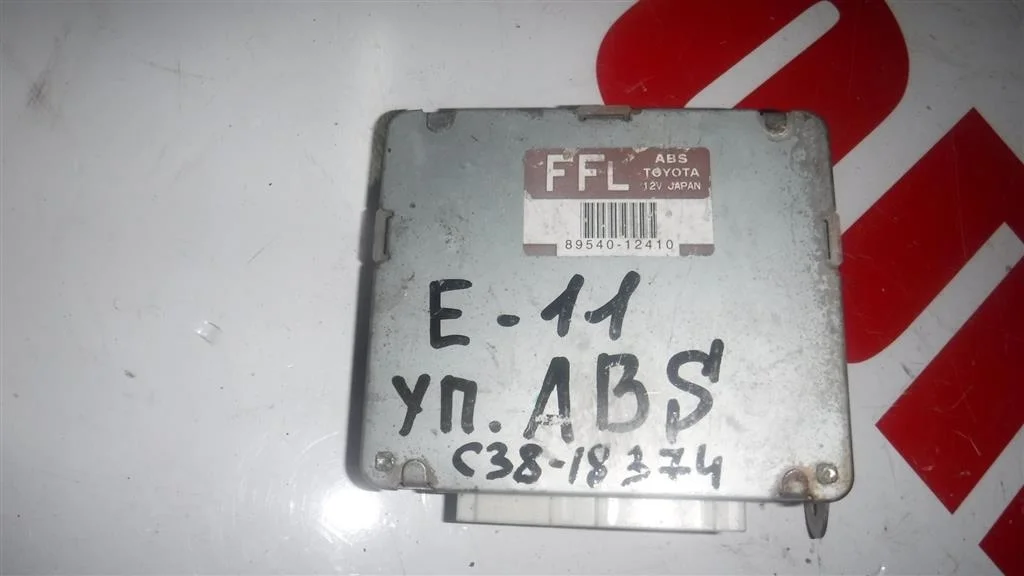 FFL ABS
TOYOTA
12V JAPAN
89540-12410
E-11
УП. ABS
C38-18374